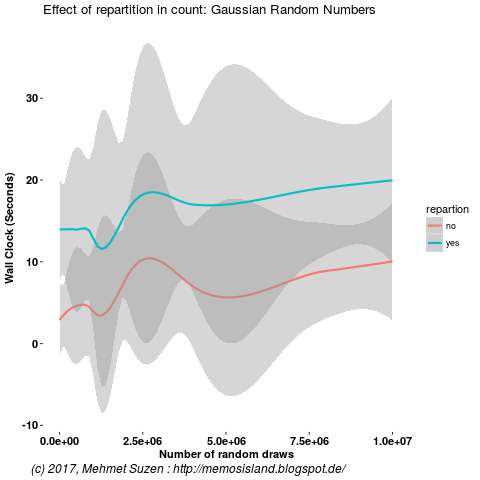 Effect of repartition in count: Gaussian Random Numbers
Wall Clock (Seconds)
30
20
10
0
-10
0.0e+00 2.5e+06 5.0e+06 7.5e+06 1.0e+07
Number of random draws
repartion
no
yes
(c) 2017, Mehmet Suzen : http://memosisland.blogspot.de/